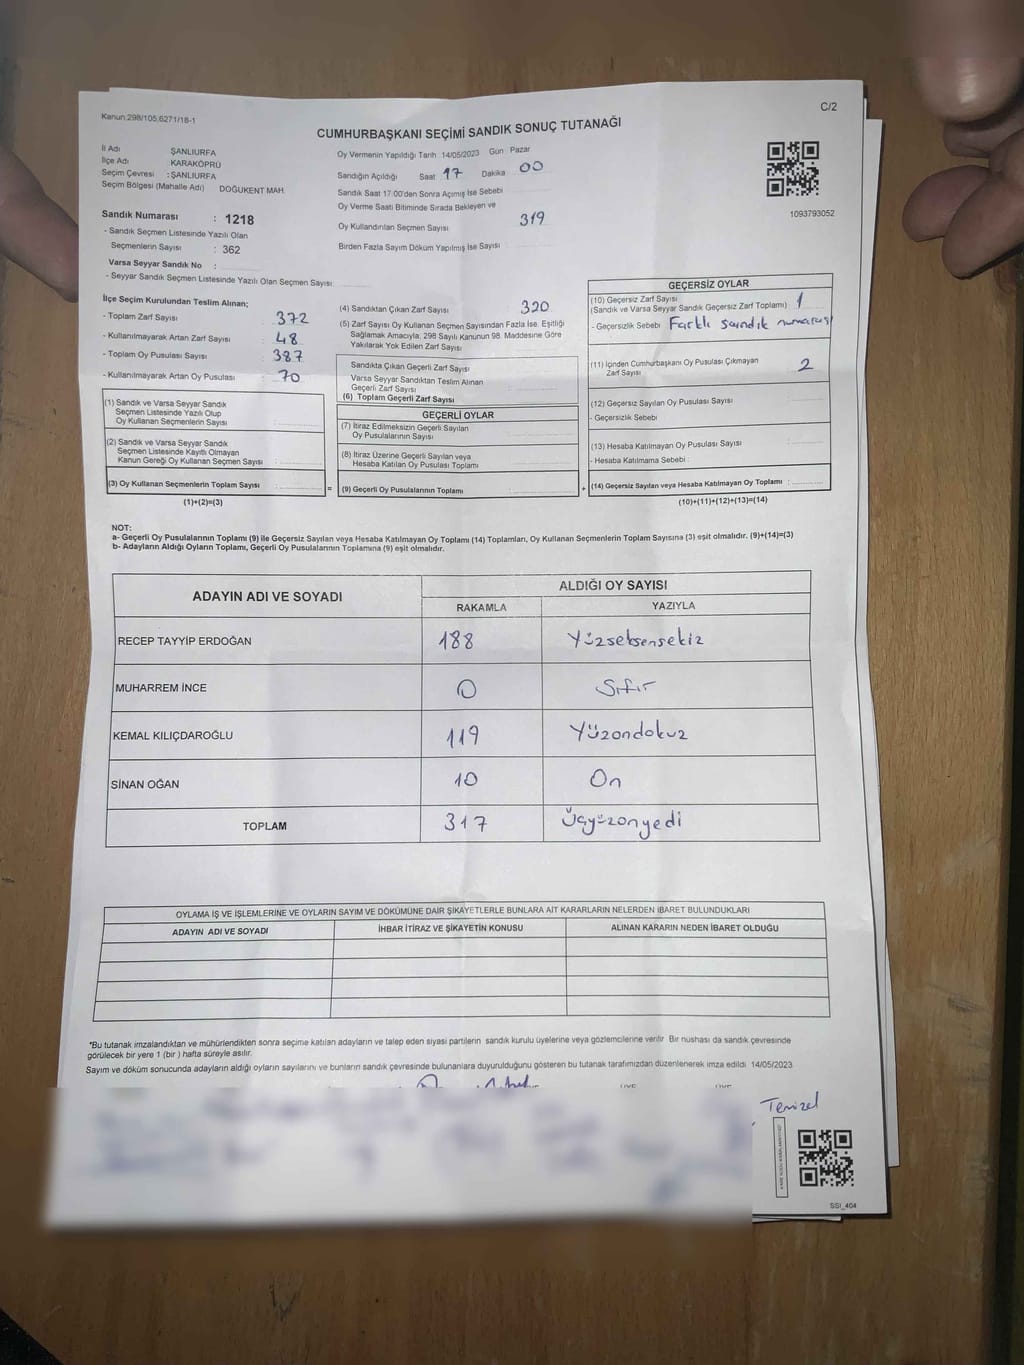 Kanun.298/105.6271/18-1
C/2
CUMHURBAŞKANI SEÇİMİ SANDIK SONUÇ TUTANAĞI
İl Adı ŞANLIURFA
İlçe Adı KARAKÖPRÜ
Seçim Çevresi : ŞANLIURFA
Seçim Bölgesi (Mahalle Adı) DOĞUKENT MAH.
Sandık Numarası : 1218
- Sandık Seçmen Listesinde Yazılı Olan
Seçmenlerin Sayısı : 362
Varsa Seyyar Sandık No :
- Seyyar Sandık Seçmen Listesinde Yazılı Olan Seçmen Sayısı:
Oy Vermenin Yapıldığı Tarih 14/05/2023 Gün Pazar
Sandığın Açıldığı Saat 17 Dakika 00
Sandık Saat 17:00'den Sonra Açımış İse Sebebi
Oy Verme Saati Bitiminde Sırada Bekleyen ve
Oy Kullandırılan Seçmen Sayısı 319
Birden Fazla Sayım Döküm Yapılmış İse Sayısı
1093793052
İlçe Seçim Kurulundan Teslim Alınan;
- Toplam Zarf Sayısı : 372
- Kullanılmayarak Artan Zarf Sayısı : 48
- Toplam Oy Pusulası Sayısı : 387
- Kullanılmayarak Artan Oy Pusulası : 70
(1) Sandık ve Varsa Seyyar Sandık
Seçmen Listesinde Yazılı Olup
Oy Kullanan Seçmenlerin Sayısı :
(2) Sandık ve Varsa Seyyar Sandık
Seçmen Listesinde Kayıtlı Olmayan
Kanun Gereği Oy Kullanan Seçmen Sayısı :
(3) Oy Kullanan Seçmenlerin Toplam Sayısı :
(1)+(2)=(3)
(4) Sandıktan Çıkan Zarf Sayısı : 320
(5) Zarf Sayısı Oy Kullanan Seçmen Sayısından Fazla İse, Eşitliği
Sağlamak Amacıyla, 298 Sayılı Kanunun 98. Maddesine Göre
Yakılarak Yok Edilen Zarf Sayısı
Sandıkta Çıkan Geçerli Zarf Sayısı
Varsa Seyyar Sandıktan Teslim Alınan
Geçerli Zarf Sayısı
(6) Toplam Geçerli Zarf Sayısı
GEÇERLİ OYLAR
(7) İtiraz Edilmeksizin Geçerli Sayılan
Oy Pusulalarının Sayısı :
(8) İtiraz Üzerine Geçerli Sayılan veya
Hesaba Katılan Oy Pusulası Toplamı
=
(9) Geçerli Oy Pusulalarının Toplamı :
+
GEÇERSİZ OYLAR
(10) Geçersiz Zarf Sayısı
(Sandık ve Varsa Seyyar Sandık Geçersiz Zarf Toplamı) : 1
- Geçersizlik Sebebi Farklı sandık numarası
(11) İçinden Cumhurbaşkanı Oy Pusulası Çıkmayan
Zarf Sayısı 2
(12) Geçersiz Sayılan Oy Pusulası Sayısı :
- Geçersizlik Sebebi
(13) Hesaba Katılmayan Oy Pusulası Sayısı :
- Hesaba Katılmama Sebebi :
(14) Geçersiz Sayılan veya Hesaba Katılmayan Oy Toplamı :
(10)+(11)+(12)+(13)=(14)
NOT:
a- Geçerli Oy Pusulalarının Toplamı (9) ile Geçersiz Sayılan veya Hesaba Katılmayan Oy Toplamı (14) Toplamları, Oy Kullanan Seçmenlerin Toplam Sayısına (3) eşit olmalıdır. (9)+(14)=(3)
b- Adayların Aldığı Oyların Toplamı, Geçerli Oy Pusulalarının Toplamına (9) eşit olmalıdır.
ADAYIN ADI VE SOYADI ALDIĞI OY SAYISI
RAKAMLA YAZIYLA
RECEP TAYYİP ERDOĞAN 188 Yüzseksensekiz
MUHARREM İNCE 0 Sıfır
KEMAL KILIÇDAROĞLU 119 Yüzondokuz
SİNAN OĞAN 10 On
TOPLAM 317 Üçyüzonyedi
OYLAMA İŞ VE İŞLEMLERİNE VE OYLARIN SAYIM VE DÖKÜMÜNE DAİR ŞİKAYETLERLE BUNLARA AİT KARARLARIN NELERDEN İBARET BULUNDUKLARI
ADAYIN ADI VE SOYADI İHBAR İTİRAZ VE ŞİKAYETİN KONUSU ALINAN KARARIN NEDEN İBARET OLDUĞU
*Bu tutanak imzalandıktan ve mühürlendikten sonra seçime katılan adayların ve talep eden siyasi partilerin sandık kurulu üyelerine veya gözlemcilerine verilir. Bir nüshası da sandık çevresinde
görülecek bir yere 1 (bir ) hafta süreyle asılır.
Sayım ve döküm sonucunda adayların aldığı oyların sayılarını ve bunların sandık çevresinde bulunanlara duyurulduğunu gösteren bu tutanak tarafımızdan düzenlenerek imza edildi 14/05/2023
Temizel
SSI_404